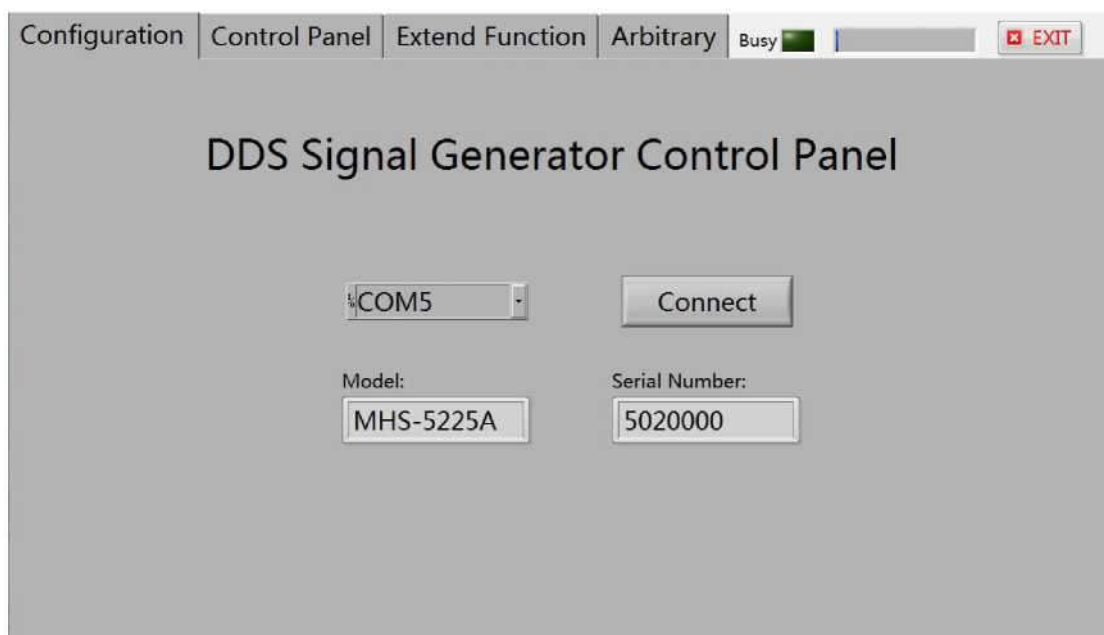 Configuration Control Panel Extend Function Arbitrary Busy EXIT
DDS Signal Generator Control Panel
COM5 Connect
Model: Serial Number:
MHS-5225A 5020000